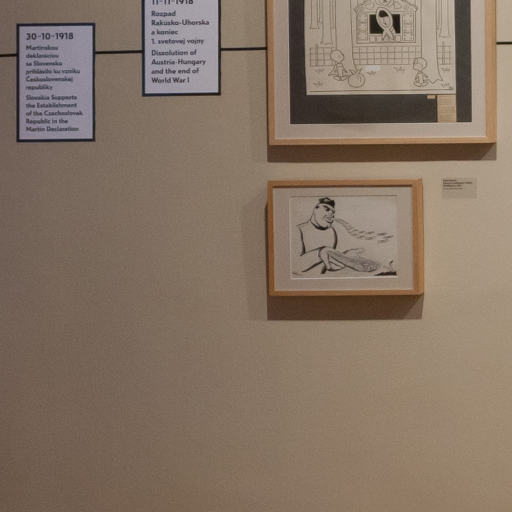 30-10-1918
Martinskou
deklaráciou
sa Slovensko
prihlásilo ku vzniku
Československej
republiky
Slovakia Supports
the Establishment
of the Czechoslovak
Republic in the
Martin Declaration
11-11-1918
Rozpad
Rakúsko-Uhorska
a koniec
1. svetovej vojny
Dissolution of
Austria-Hungary
and the end of
World War I